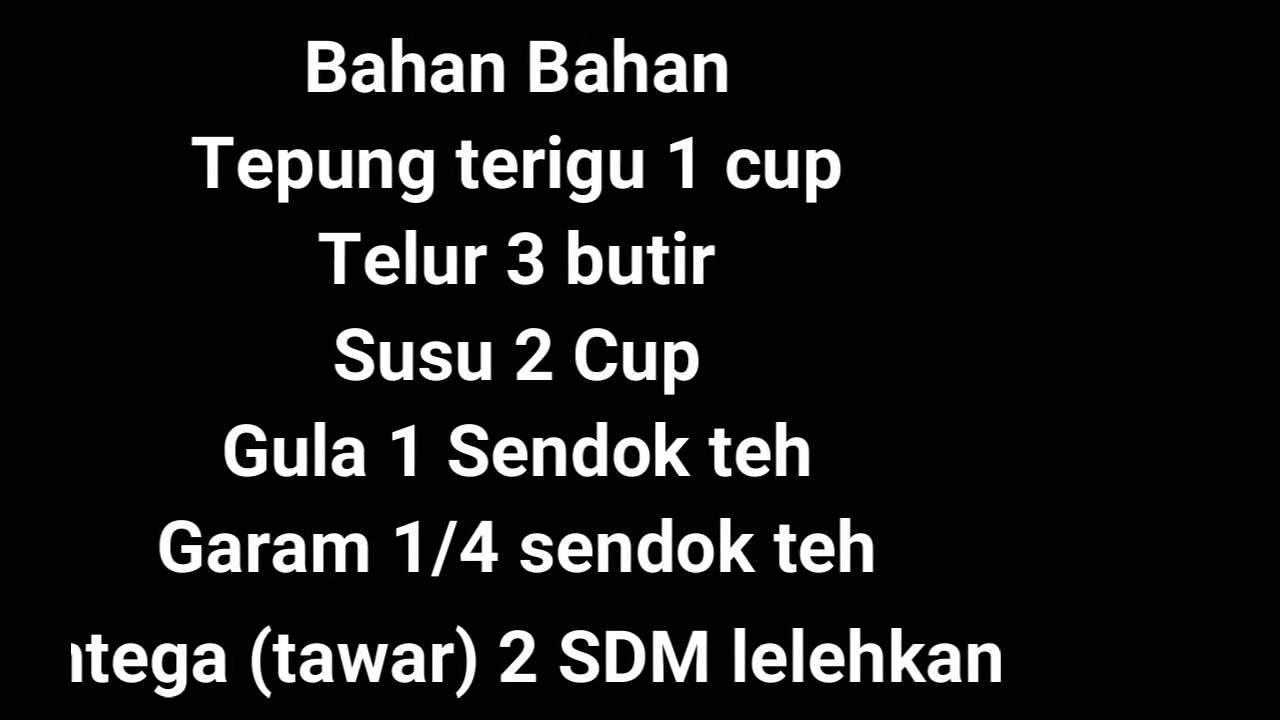 Bahan Bahan
Tepung terigu 1 cup
Telur 3 butir
Susu 2 Cup
Gula 1 Sendok teh
Garam 1/4 sendok teh
(tawar) 2 SDM lelehkan